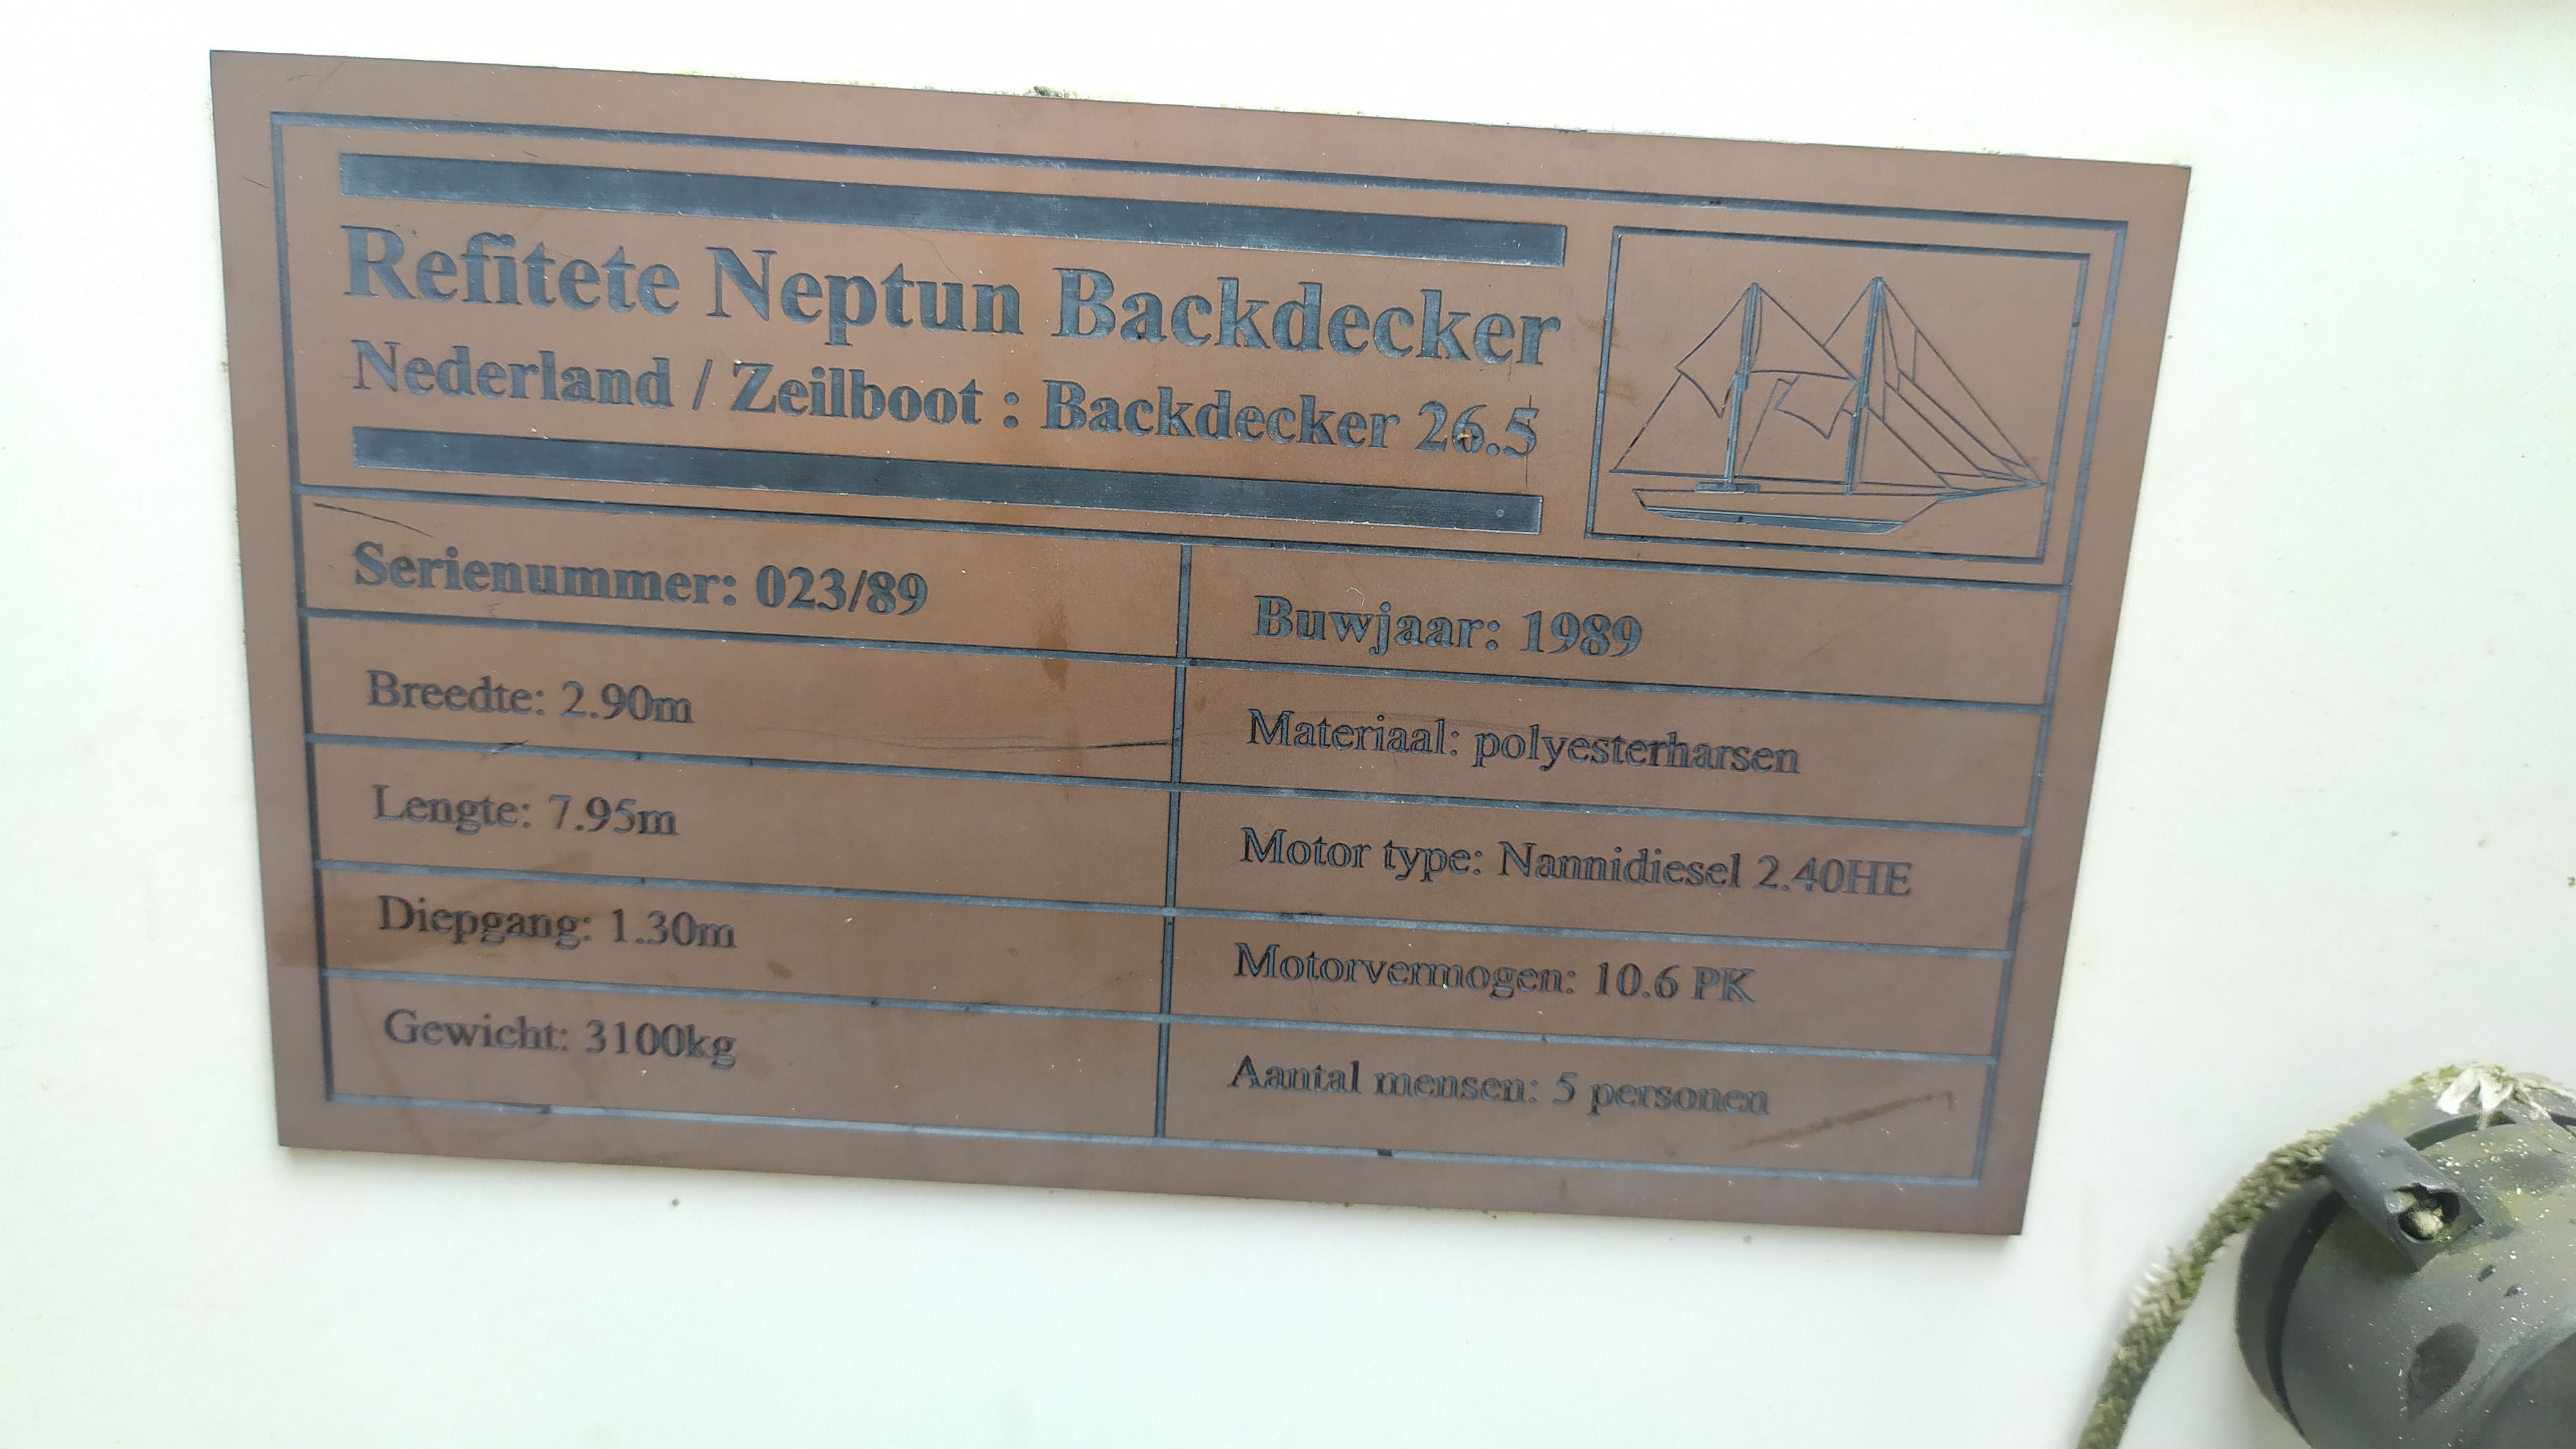 Refitete Neptun Backdecker
Nederland / Zeilboot : Backdecker 26.5
Serienummer: 023/89
Buwjaar: 1989
Breedte: 2.90m
Materiaal: polyesterharsen
Lengte: 7.95m
Motor type: Nannidiesel 2.40HE
Diepgang: 1.30m
Motorvermogen: 10.6 PK
Gewicht: 3100kg
Aantal mensen: 5 personen